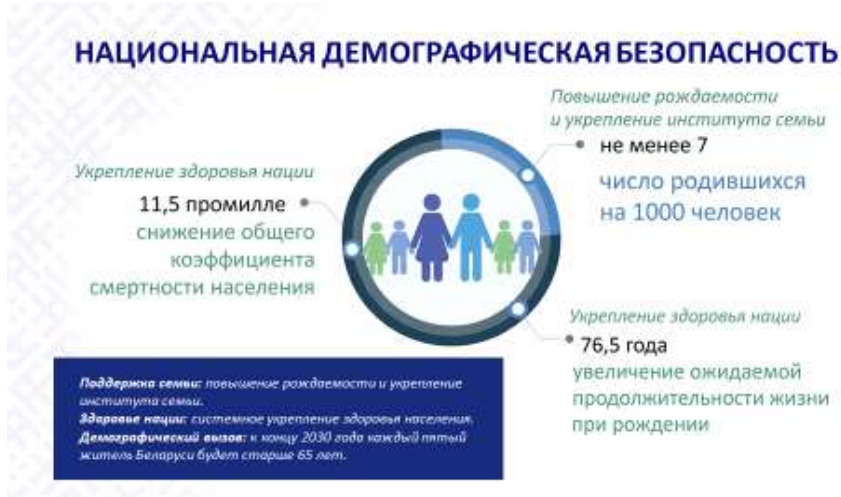 НАЦИОНАЛЬНАЯ ДЕМОГРАФИЧЕСКАЯ БЕЗОПАСНОСТЬ
Повышение рождаемости
и укрепление института семьи
не менее 7
число родившихся
на 1000 человек
Укрепление здоровья нации
11,5 промилле
снижение общего
коэффициента
смертности населения
Укрепление здоровья нации
76,5 года
увеличение ожидаемой
продолжительности жизни
при рождении
Поддержка семьи: повышение рождаемости и укрепление
института семьи.
Здоровье нации: системное укрепление здоровья населения.
Демографический вызов: к концу 2030 года каждый пятый
житель Беларуси будет старше 65 лет.